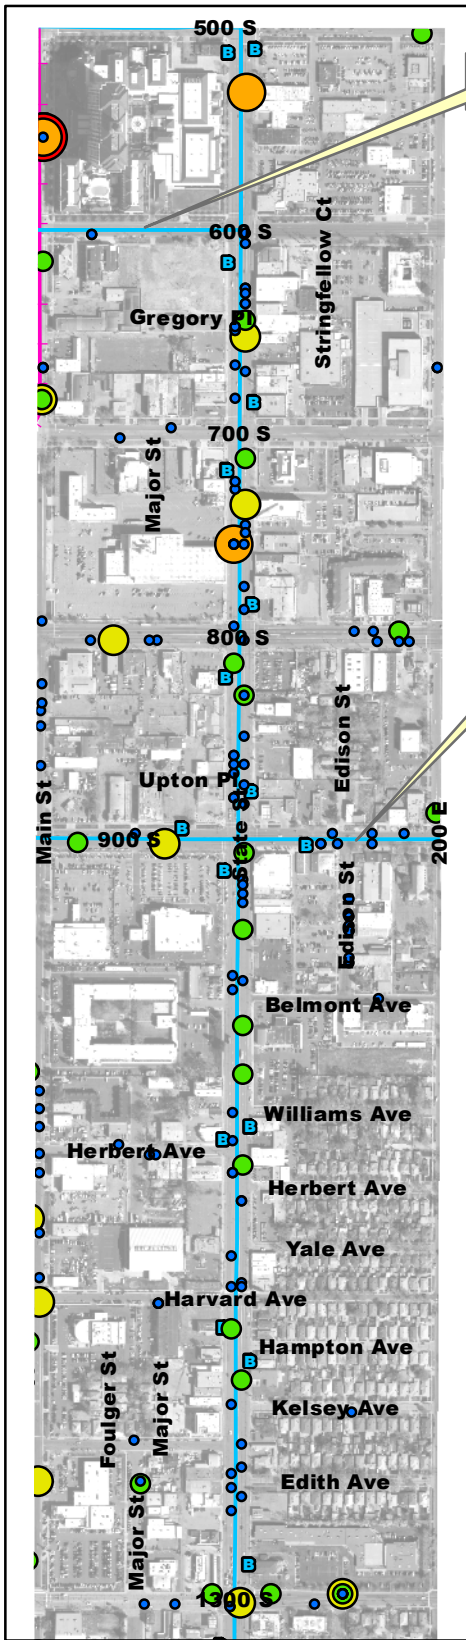 500 S
B
B
Stringfellow Ct
600 S
B
Gregory Pl
B
700 S
Major St
B
B
800 S
B
Edison St
Upton Pl
B
Main St
B
900 S
State St
B
200 E
B
Edison St
Belmont Ave
Williams Ave
B
B
Herbert Ave
Herbert Ave
Yale Ave
Harvard Ave
B
Hampton Ave
B
Foulger St
Major St
Kelsey Ave
Edith Ave
Major St
B
1300 S
B